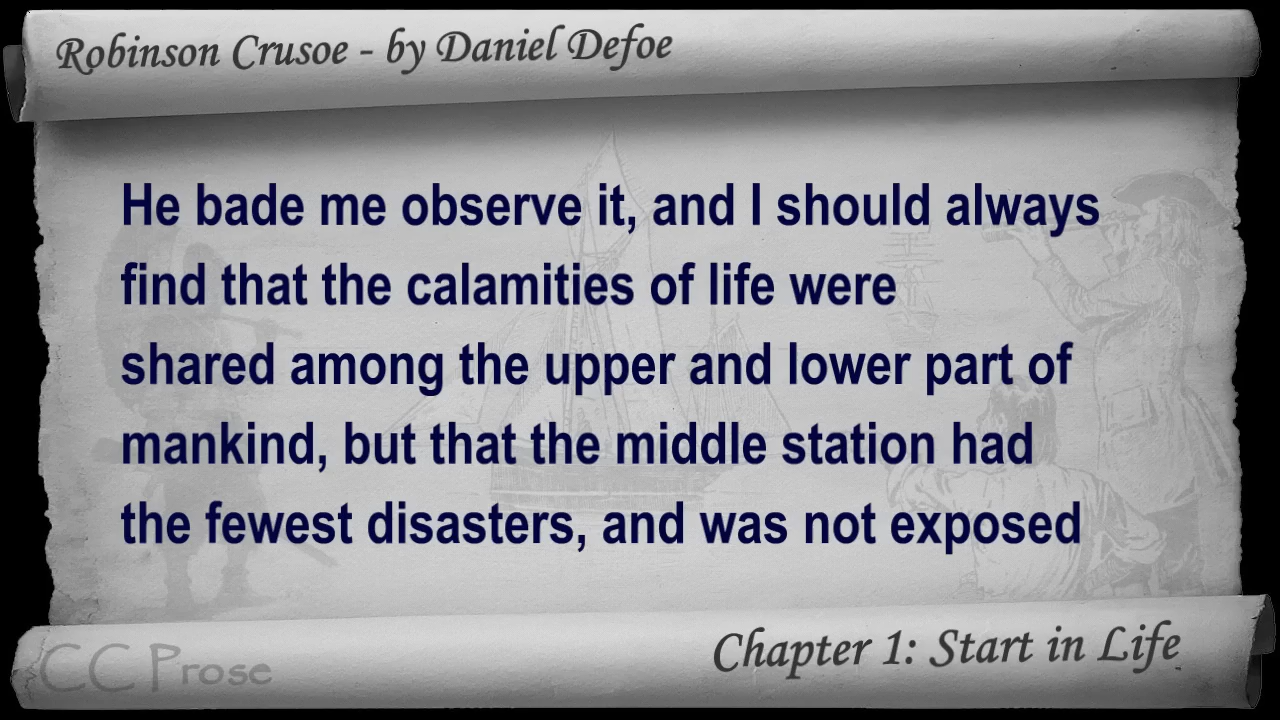 Robinson Crusoe - by Daniel Defoe
He bade me observe it, and I should always
find that the calamities of life were
shared among the upper and lower part of
mankind, but that the middle station had
the fewest disasters, and was not exposed
Chapter 1: Start in Life
CC Prose